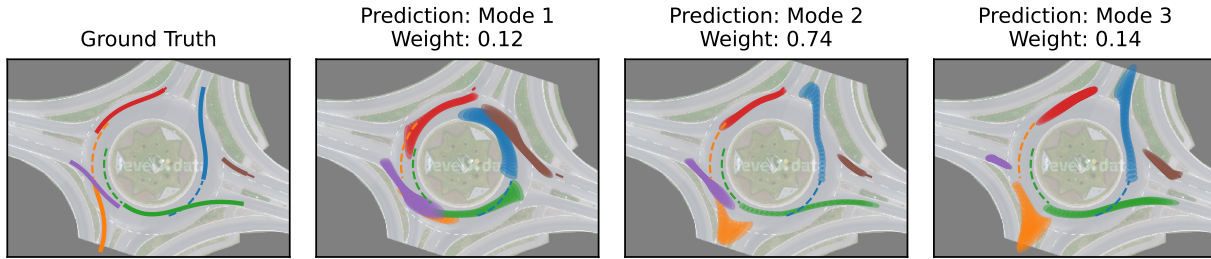 Ground Truth
Prediction: Mode 1
Weight: 0.12
Prediction: Mode 2
Weight: 0.74
Prediction: Mode 3
Weight: 0.14